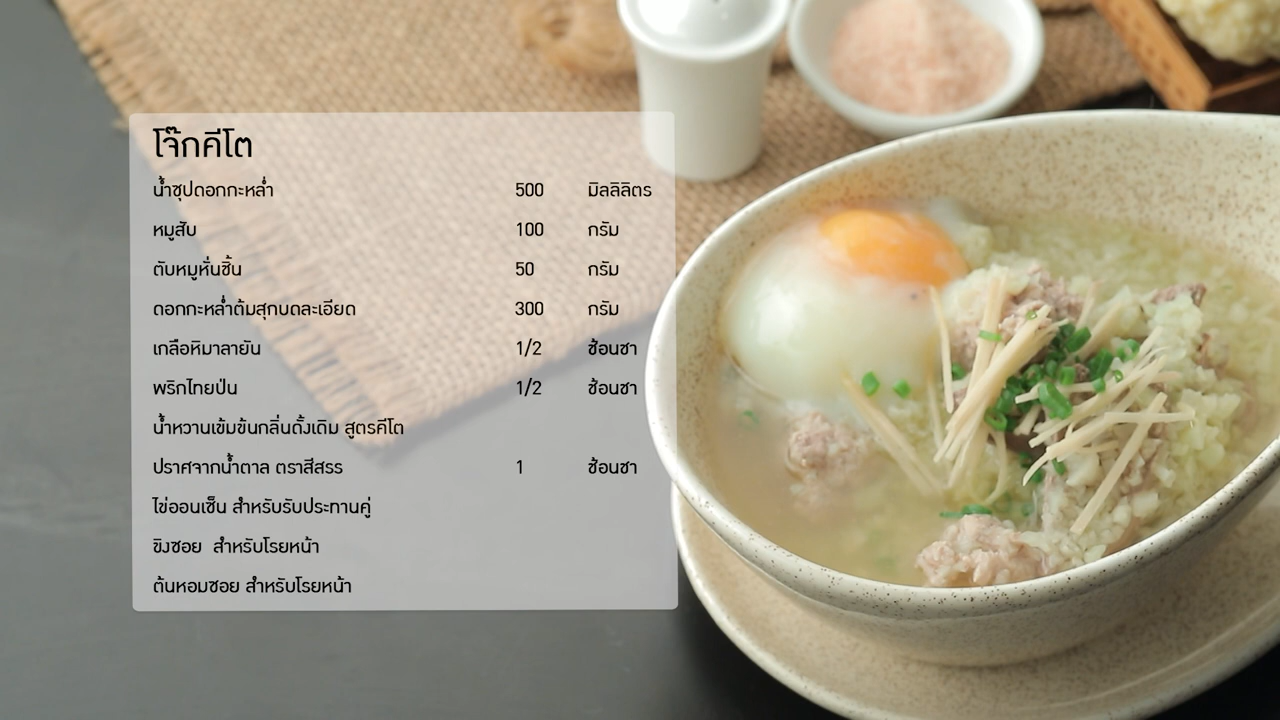 โจ๊กคีโต
น้ำซุปดอกกะหล่ำ 500 มิลลิลิตร
หมูสับ 100 กรัม
ตับหมูหั่นชิ้น 50 กรัม
ดอกกะหล่ำต้มสุกบดละเอียด 300 กรัม
เกลือหิมาลายัน 1/2 ช้อนชา
พริกไทยป่น 1/2 ช้อนชา
น้ำหวานเข้มข้นกลิ่นดั้งเดิม สูตรคีโต
ปราศจากน้ำตาล ตราสีสรร 1 ช้อนชา
ไข่ออนเซ็น สำหรับรับประทานคู่
ขิงซอย สำหรับโรยหน้า
ต้นหอมซอย สำหรับโรยหน้า